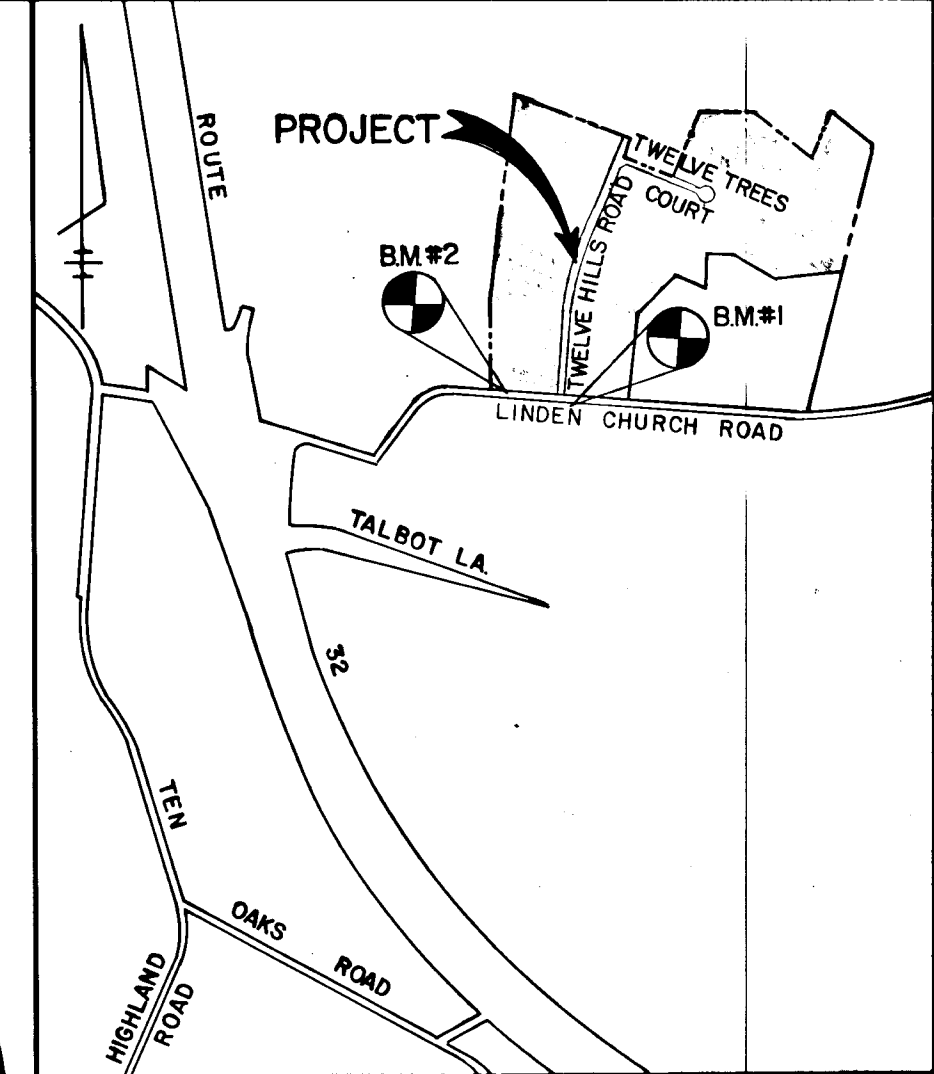 ROUTE
PROJECT
TWELVE TREES
COURT
TWELVE HILLS ROAD
B.M.#2
B.M.#1
LINDEN CHURCH ROAD
TALBOT LA.
32
TEN
OAKS
ROAD
HIGHLAND
ROAD